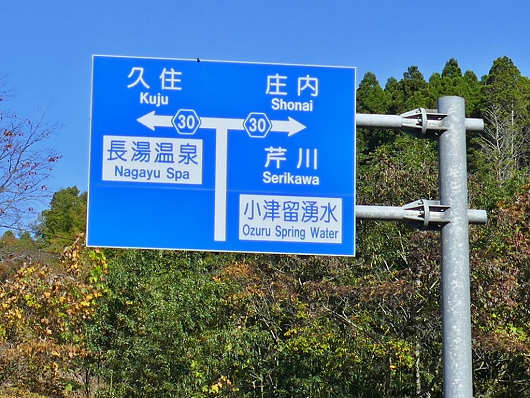 久住
Kuju
30
長湯温泉
Nagayu Spa
庄内
Shonai
30
芹川
Serikawa
小津留湧水
Ozuru Spring Water